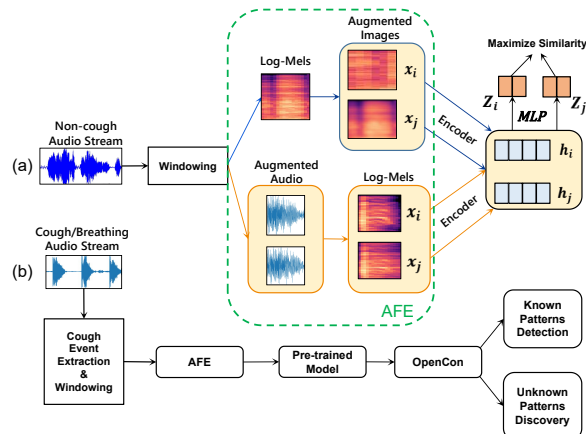 Augmented
Images
Log-Mels
x_i
x_j
Maximize Similarity
Z_i
Z_j
MLP
Encoder
h_i
h_j
Non-cough
Audio Stream
(a)
Windowing
Augmented
Audio
Log-Mels
x_i
x_j
Encoder
AFE
Cough/Breathing
Audio Stream
(b)
Cough
Event
Extraction
&
Windowing
AFE
Pre-trained
Model
OpenCon
Known
Patterns
Detection
Unknown
Patterns
Discovery